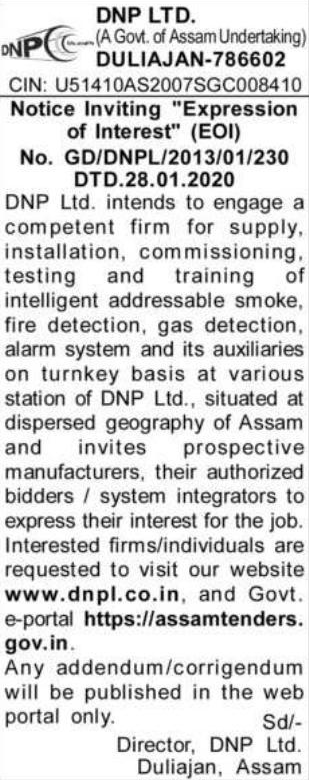 DNP LTD.
(A Govt. of Assam Undertaking)
DNPL
DULIAJAN-786602
CIN: U51410AS2007SGC008410
Notice Inviting "Expression
of Interest" (EOI)
No. GD/DNPL/2013/01/230
DTD.28.01.2020
DNP Ltd. intends to engage a
competent firm for supply,
installation, commissioning,
testing and training of
intelligent addressable smoke,
fire detection, gas detection,
alarm system and its auxiliaries
on turnkey basis at various
station of DNP Ltd., situated at
dispersed geography of Assam
and invites prospective
manufacturers, their authorized
bidders / system integrators to
express their interest for the job.
Interested firms/individuals are
requested to visit our website
www.dnpl.co.in, and Govt.
e-portal https://assamtenders.
gov.in.
Any addendum/corrigendum
will be published in the web
portal only.
Sd/-
Director, DNP Ltd.
Duliajan, Assam